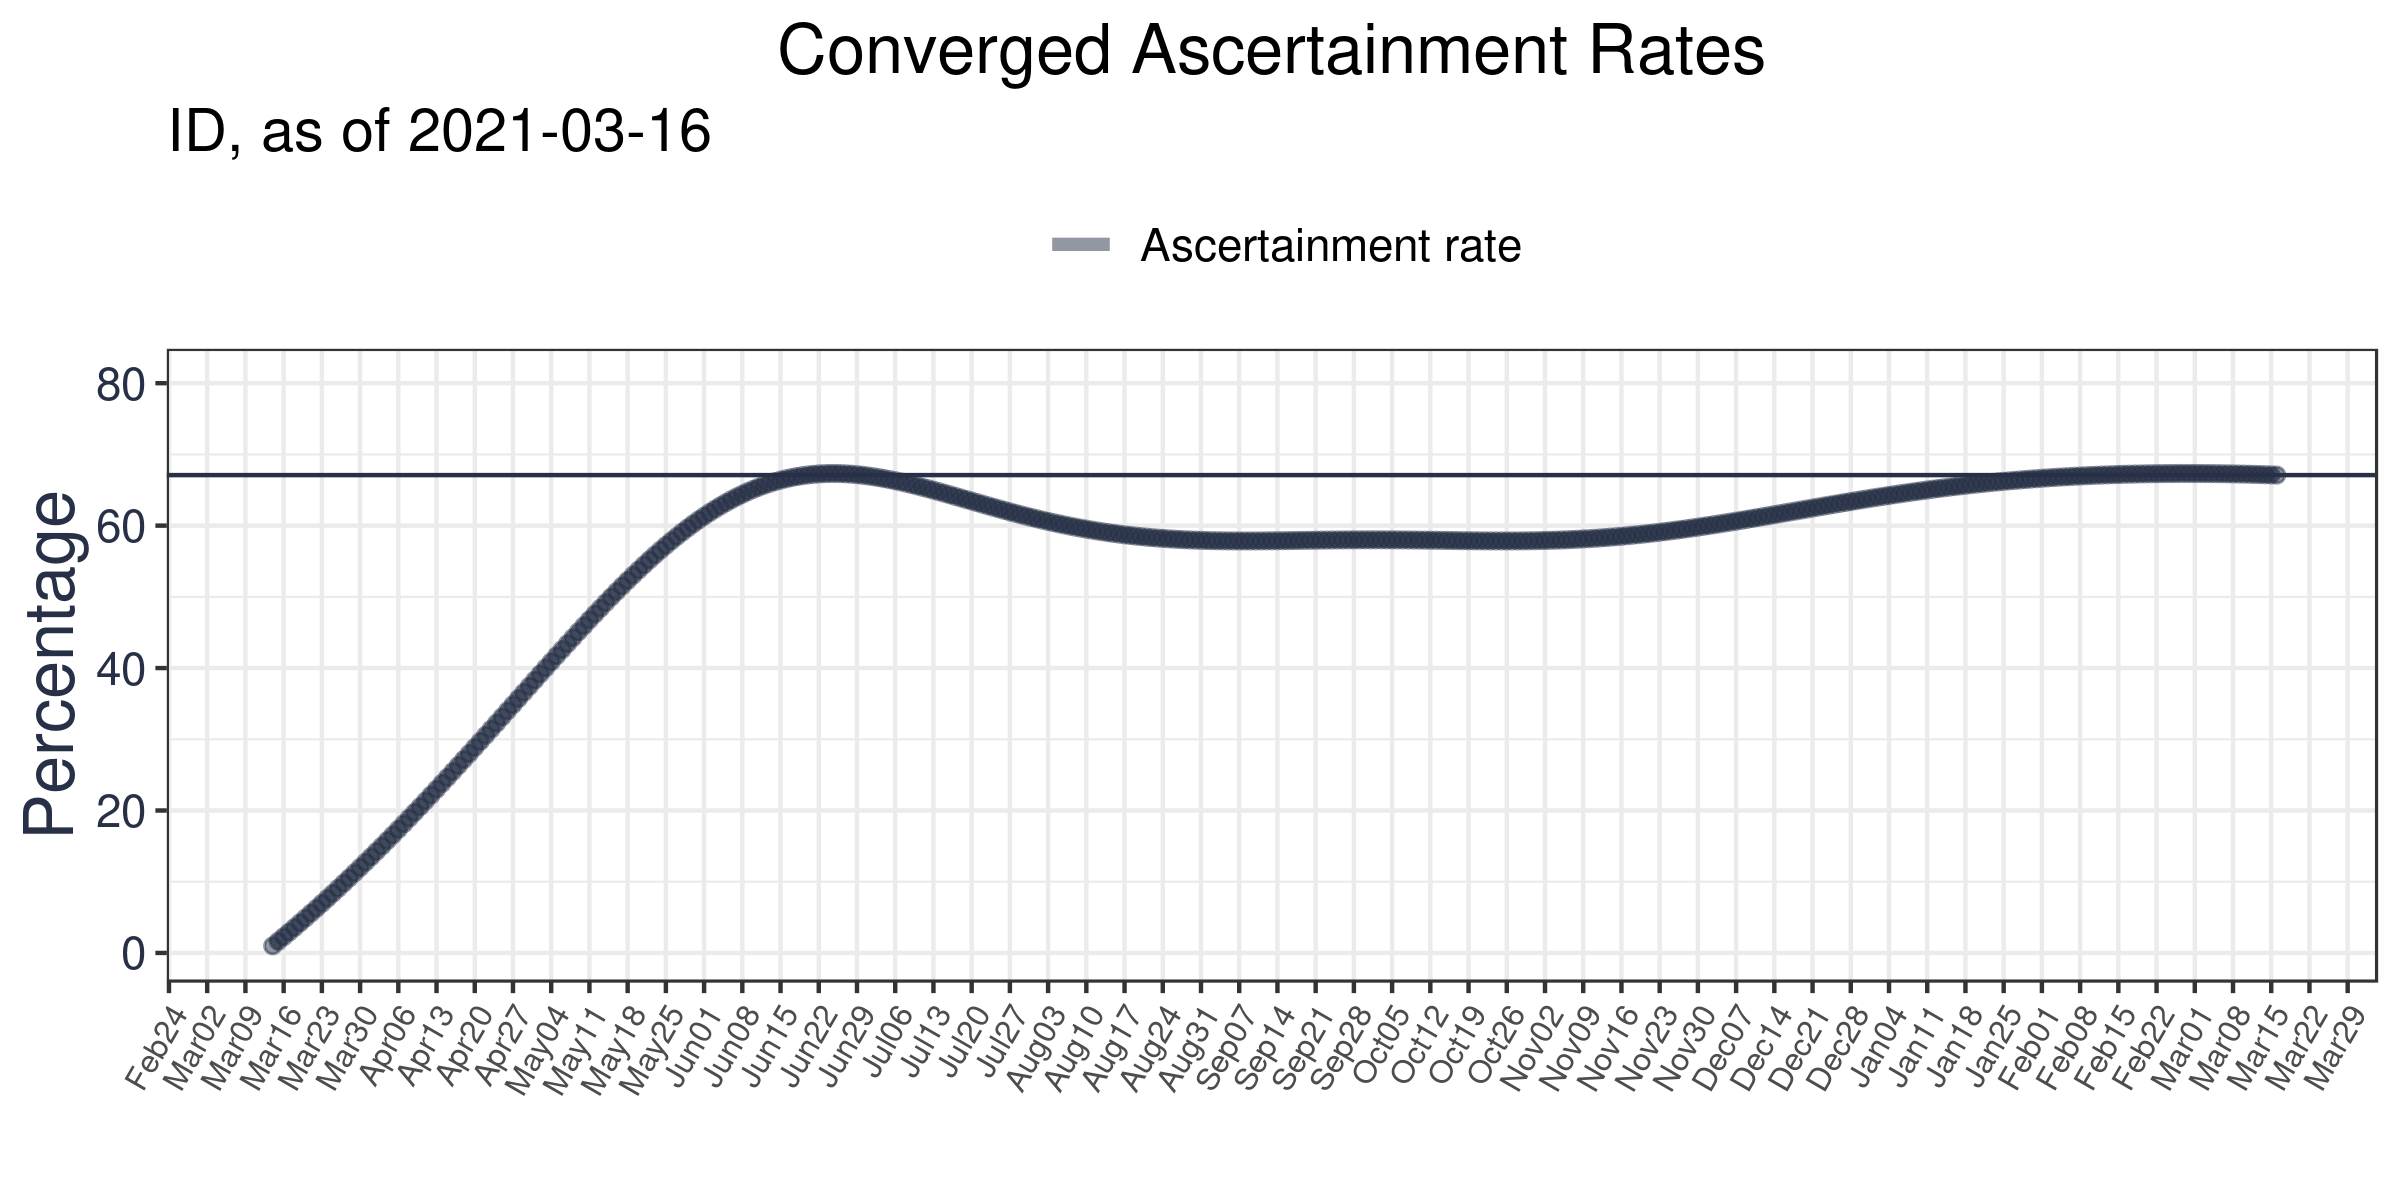 Converged Ascertainment Rates
ID, as of 2021-03-16
Ascertainment rate
Percentage
80
60
40
20
0
Feb24
Mar02
Mar09
Mar16
Mar23
Mar30
Apr06
Apr13
Apr20
Apr27
May04
May11
May18
May25
Jun01
Jun08
Jun15
Jun22
Jun29
Jul06
Jul13
Jul20
Jul27
Aug03
Aug10
Aug17
Aug24
Aug31
Sep07
Sep14
Sep21
Sep28
Oct05
Oct12
Oct19
Oct26
Nov02
Nov09
Nov16
Nov23
Nov30
Dec07
Dec14
Dec21
Dec28
Jan04
Jan11
Jan18
Jan25
Feb01
Feb08
Feb15
Feb22
Mar01
Mar08
Mar15
Mar22
Mar29